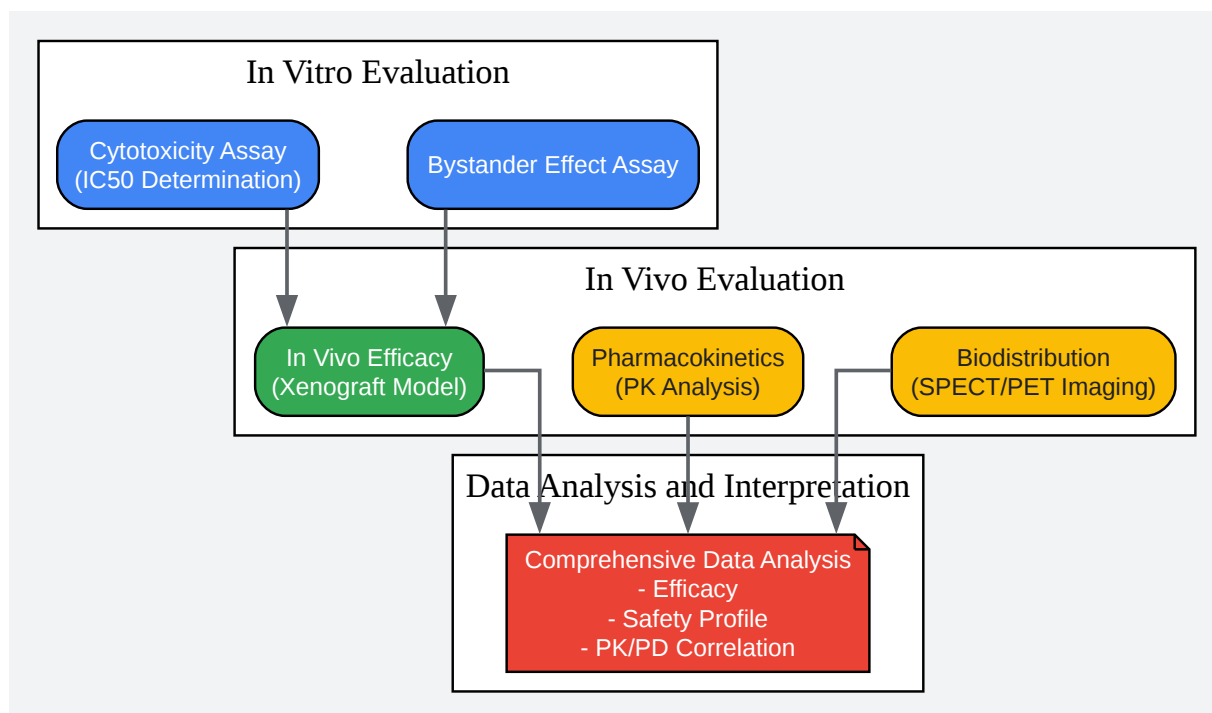 In Vitro Evaluation
Cytotoxicity Assay
(IC50 Determination)
Bystander Effect Assay
In Vivo Evaluation
In Vivo Efficacy
(Xenograft Model)
Pharmacokinetics
(PK Analysis)
Biodistribution
(SPECT/PET Imaging)
Data Analysis and Interpretation
Comprehensive Data Analysis
- Efficacy
- Safety Profile
- PK/PD Correlation